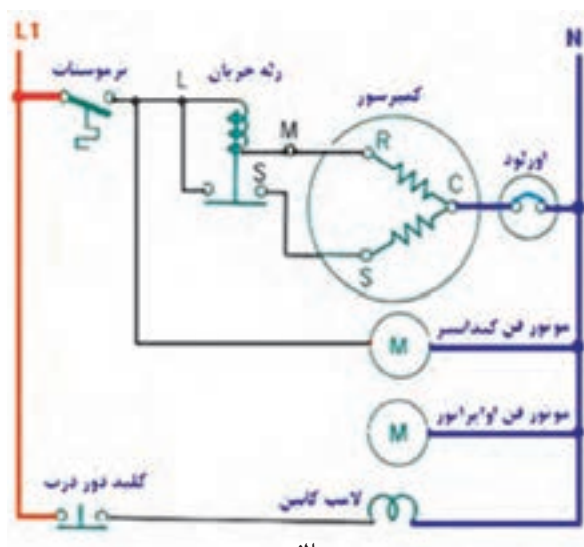 L1
N
ترموستات
رله جریان
کمپرسور
L
M
R
اورلود
S
C
S
موتور فن کندانسر
M
موتور فن اواپراتور
M
کلید دور درب
لامپ کابین